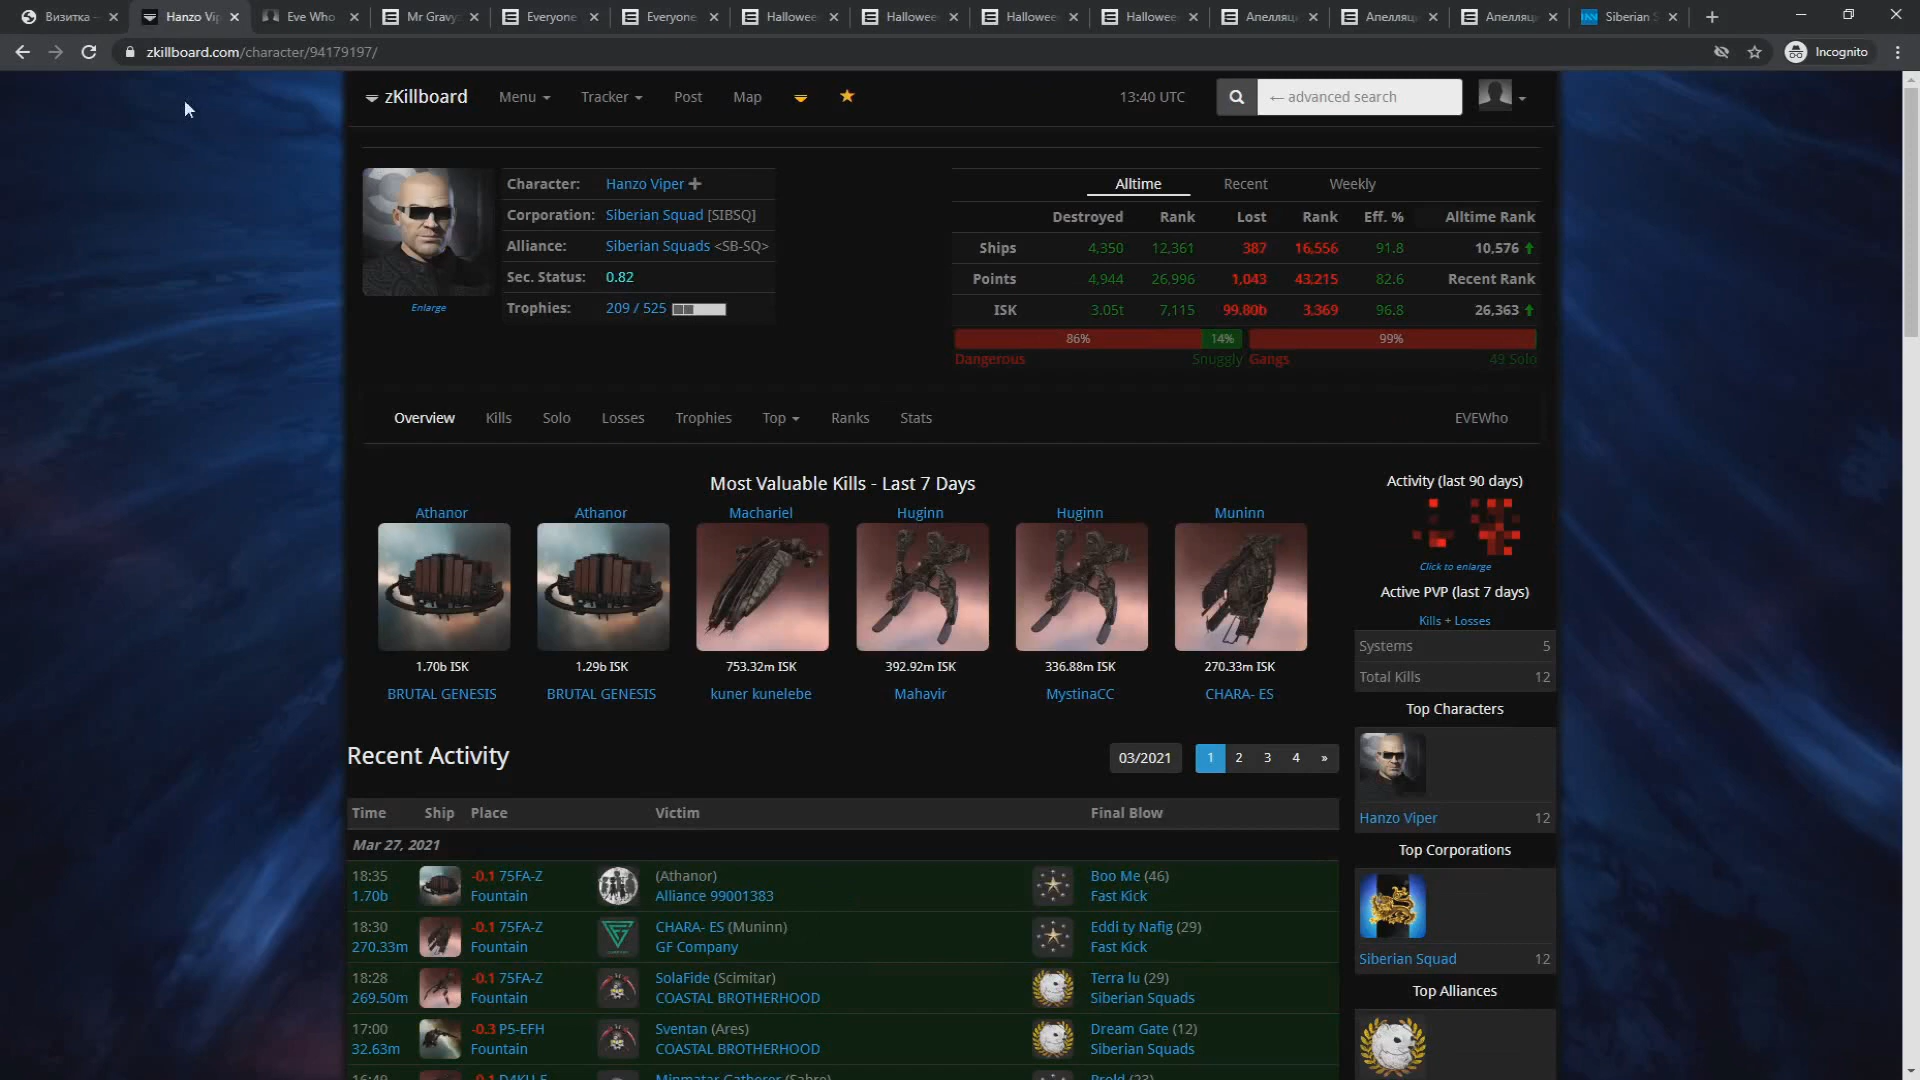 Визитка –
Hanzo Vip
Eve Who
Mr Gravy
Everyone
Everyone
Hallowee
Hallowee
Hallowee
Hallowee
Апелляц
Апелляц
Апелляц
Siberian S
zkillboard.com/character/94179197/
Incognito
zKillboard
Menu
Tracker
Post
Map
13:40 UTC
←– advanced search
Character: Hanzo Viper
Corporation: Siberian Squad [SIBSQ]
Alliance: Siberian Squads <SB-SQ>
Sec. Status: 0.82
Trophies: 209 / 525
Enlarge
Alltime Recent Weekly
Destroyed Rank Lost Rank Eff. % Alltime Rank
Ships 4,350 12,361 387 16,556 91.8 10,576
Points 4,944 26,996 1,043 43,215 82.6 Recent Rank
ISK 3.05t 7,115 99.80b 3,369 96.8 26,363
86% 14% 99%
Dangerous Snuggly Gangs 49 Solo
Overview Kills Solo Losses Trophies Top Ranks Stats EVEWho
Most Valuable Kills - Last 7 Days
Athanor Athanor Machariel Huginn Huginn Muninn
1.70b ISK 1.29b ISK 753.32m ISK 392.92m ISK 336.88m ISK 270.33m ISK
BRUTAL GENESIS BRUTAL GENESIS kuner kunelebe Mahavir MystinaCC CHARA- ES
Activity (last 90 days)
Click to enlarge
Active PVP (last 7 days)
Kills + Losses
Systems 5
Total Kills 12
Top Characters
Hanzo Viper 12
Top Corporations
Siberian Squad 12
Top Alliances
Recent Activity
03/2021 1 2 3 4 »
Time Ship Place Victim Final Blow
Mar 27, 2021
18:35 -0.1 75FA-Z (Athanor) Boo Me (46)
1.70b Fountain Alliance 99001383 Fast Kick
18:30 -0.1 75FA-Z CHARA- ES (Muninn) Eddi ty Nafig (29)
270.33m Fountain GF Company Fast Kick
18:28 -0.1 75FA-Z SolaFide (Scimitar) Terra lu (29)
269.50m Fountain COASTAL BROTHERHOOD Siberian Squads
17:00 -0.3 P5-EFH Sventan (Ares) Dream Gate (12)
32.63m Fountain COASTAL BROTHERHOOD Siberian Squads
Minmatar Gatherer (Sabre)